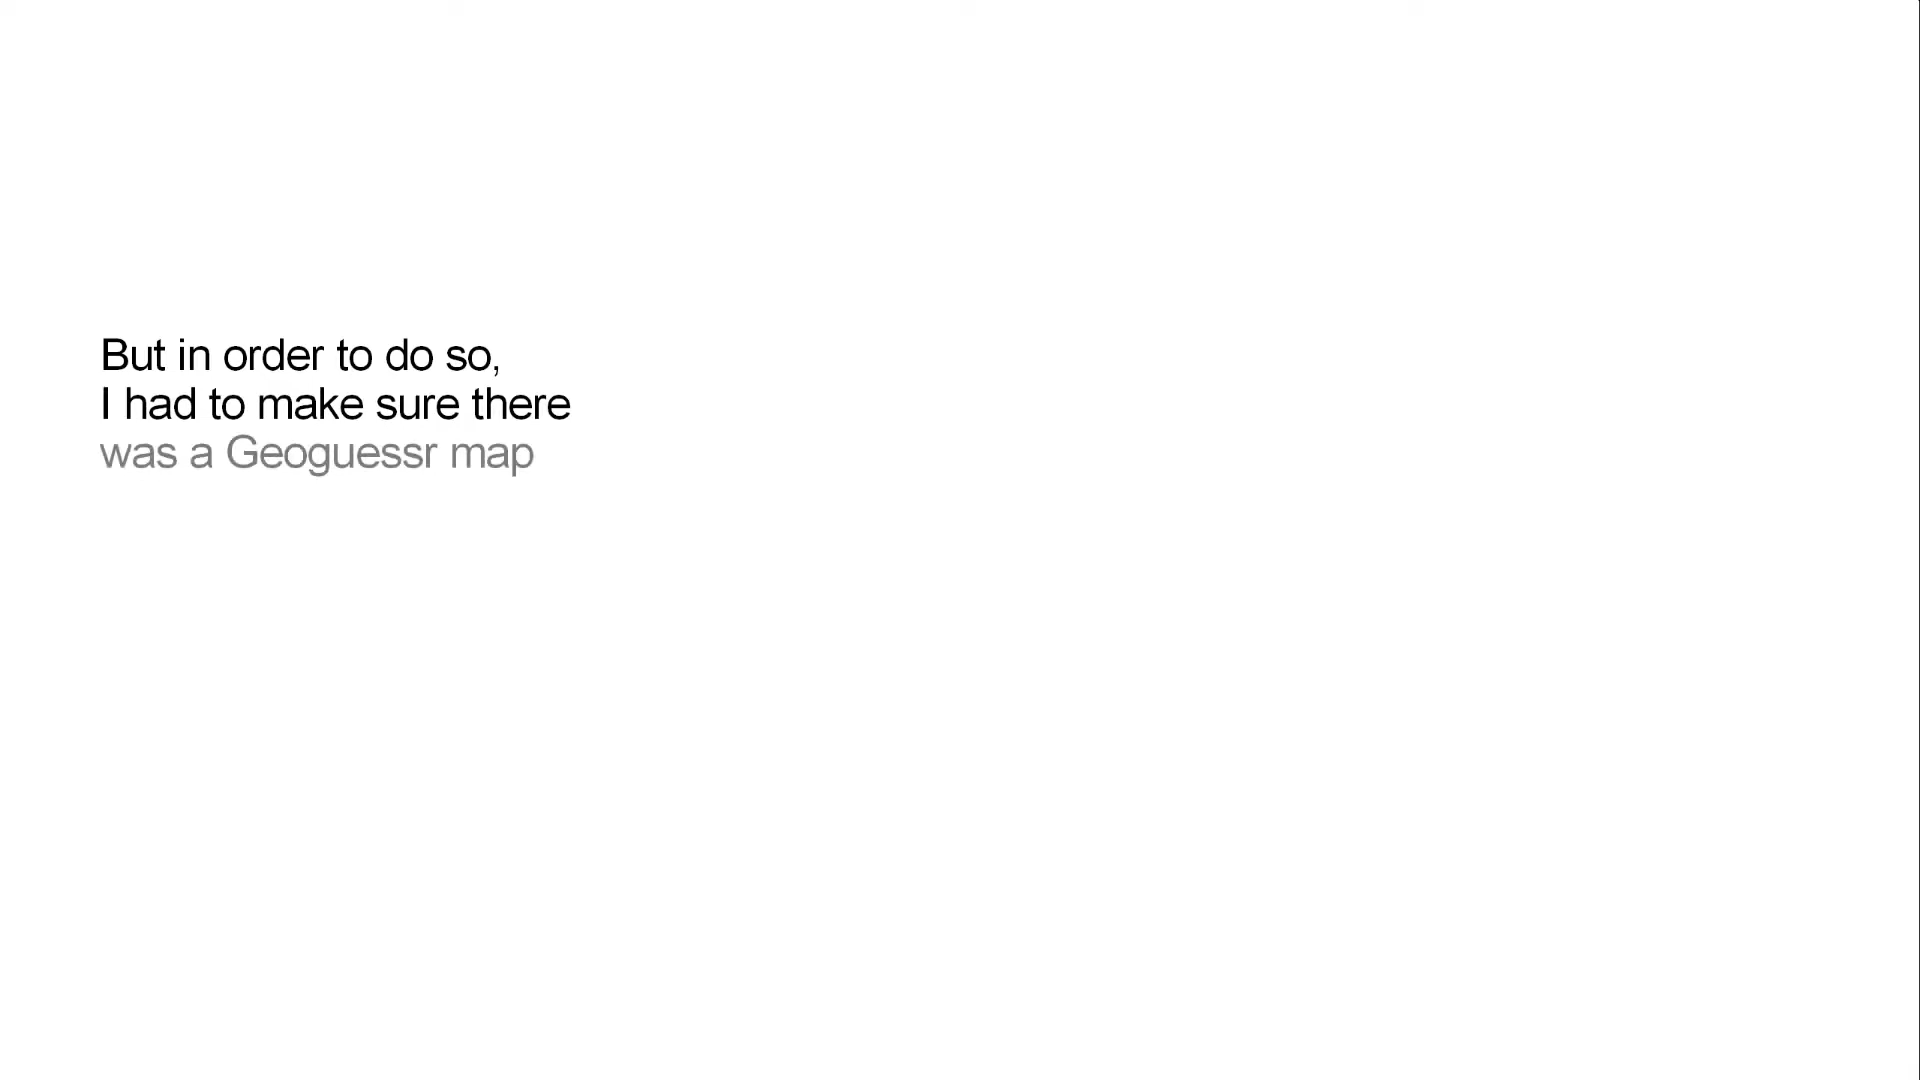 But in order to do so,
I had to make sure there
was a Geoguessr map